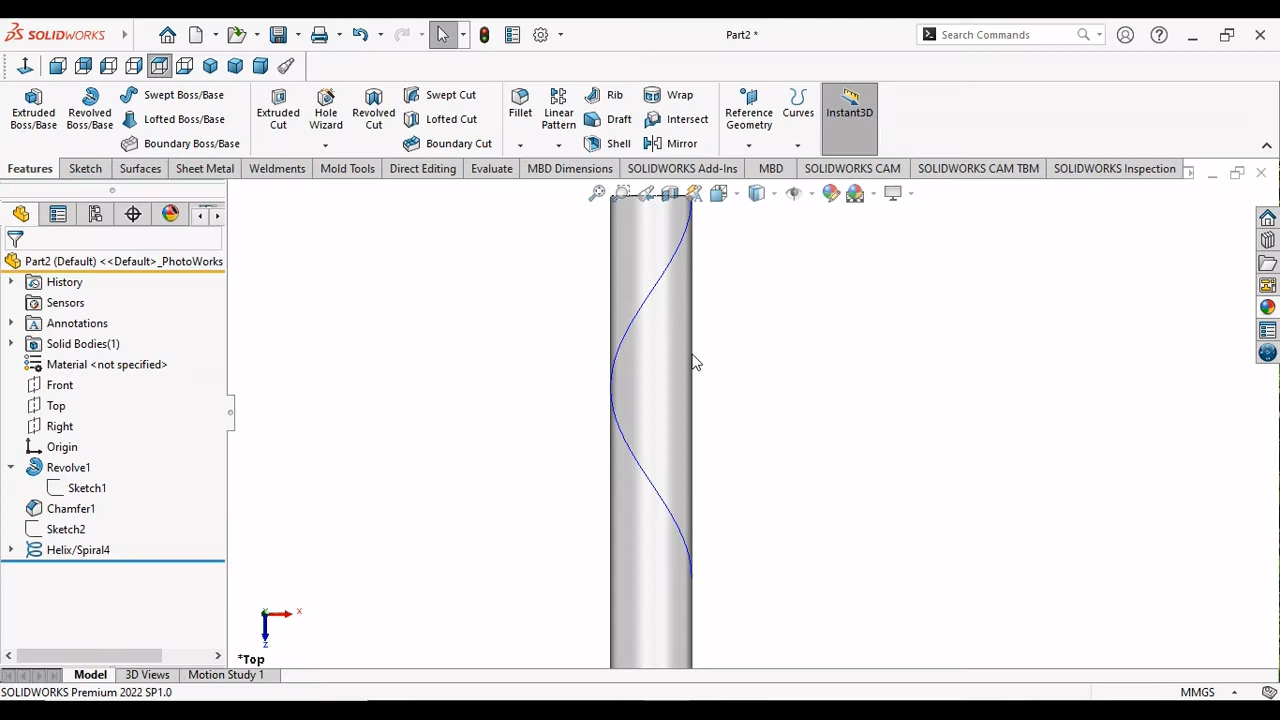 SOLIDWORKS
Part2 *
Search Commands
Extruded Boss/Base
Revolved Boss/Base
Swept Boss/Base
Lofted Boss/Base
Boundary Boss/Base
Extruded Cut
Hole Wizard
Revolved Cut
Swept Cut
Lofted Cut
Boundary Cut
Fillet
Linear Pattern
Rib
Draft
Shell
Wrap
Intersect
Mirror
Reference Geometry
Curves
Instant3D
Features
Sketch
Surfaces
Sheet Metal
Weldments
Mold Tools
Direct Editing
Evaluate
MBD Dimensions
SOLIDWORKS Add-Ins
MBD
SOLIDWORKS CAM
SOLIDWORKS CAM TBM
SOLIDWORKS Inspection
Part2 (Default) <<Default>_PhotoWorks
History
Sensors
Annotations
Solid Bodies(1)
Material <not specified>
Front
Top
Right
Origin
Revolve1
Sketch1
Chamfer1
Sketch2
Helix/Spiral4
Y
X
Z
*Top
Model
3D Views
Motion Study 1
SOLIDWORKS Premium 2022 SP1.0
MMGS